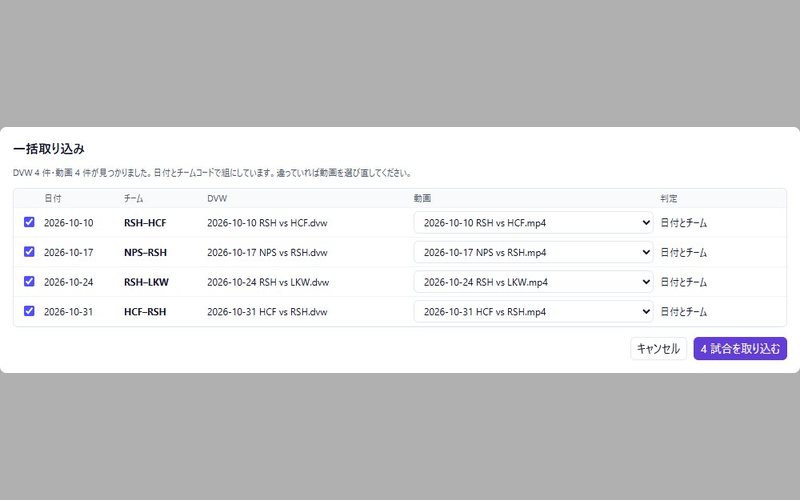 一括取り込み
DVW 4 件・動画 4 件が見つかりました。日付とチームコードで組にしています。違っていれば動画を選び直してください。
日付 チーム DVW 動画 判定
2026-10-10 RSH–HCF 2026-10-10 RSH vs HCF.dvw 2026-10-10 RSH vs HCF.mp4 日付とチーム
2026-10-17 NPS–RSH 2026-10-17 NPS vs RSH.dvw 2026-10-17 NPS vs RSH.mp4 日付とチーム
2026-10-24 RSH–LKW 2026-10-24 RSH vs LKW.dvw 2026-10-24 RSH vs LKW.mp4 日付とチーム
2026-10-31 HCF–RSH 2026-10-31 HCF vs RSH.dvw 2026-10-31 HCF vs RSH.mp4 日付とチーム
キャンセル 4 試合を取り込む